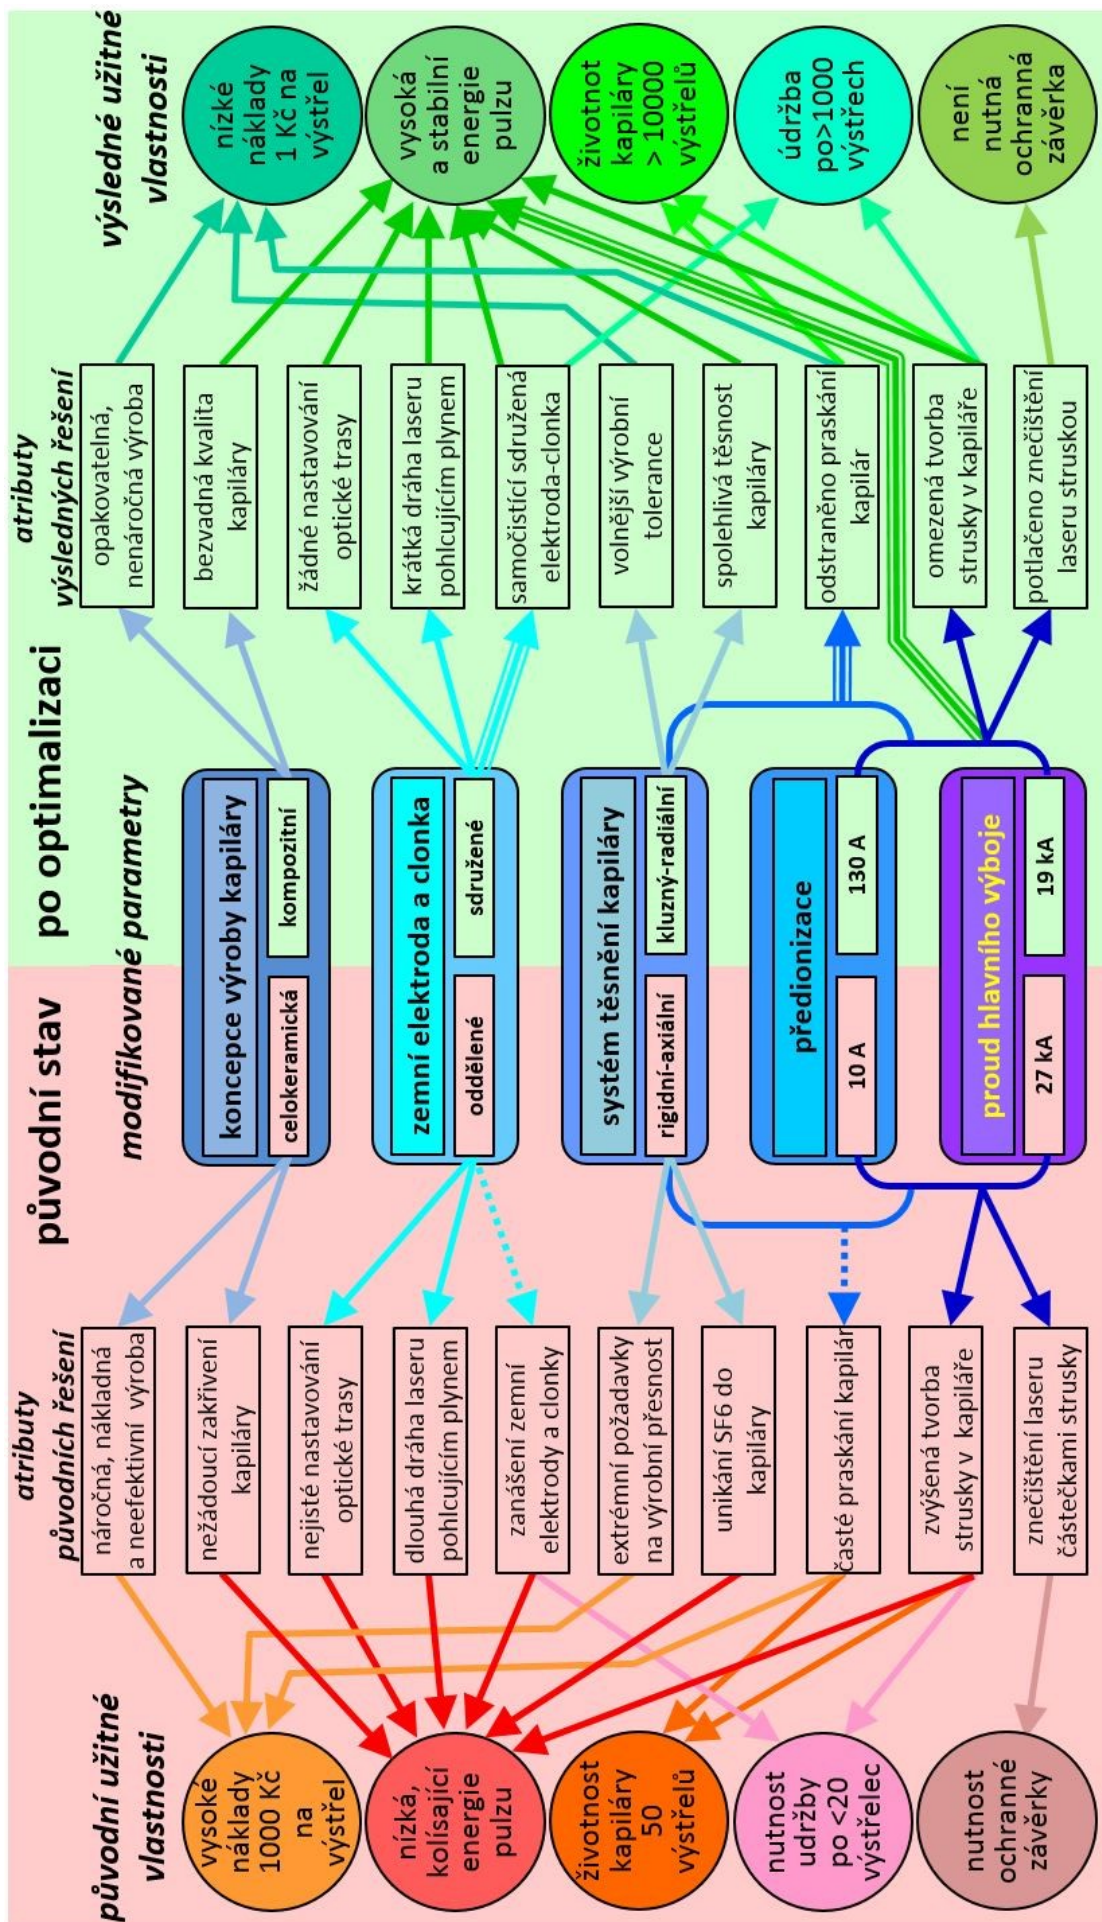 původní stav
po optimalizaci
původní užitné
vlastnosti
atributy
původních řešení
modifikované parametry
atributy
výsledných řešení
výsledné užitné
vlastnosti
vysoké
náklady
1000 Kč
na
výstřel
nízká,
kolísající
energie
pulzu
životnost
kapiláry
50
výstřelů
nutnost
udržby
po <20
výstřelec
nutnost
ochranné
závěrky
náročná, nákladná
a neefektivní výroba
nežádoucí zakřivení
kapiláry
nejisté nastavování
optické trasy
dlouhá dráha laseru
pohlcujícím plynem
zanášení zemní
elektrody a clonky
extrémní požadavky
na výrobní přesnost
unikání SF6 do
kapiláry
časté praskání kapilár
zvýšená tvorba
strusky v kapiláře
znečištění laseru
částečkami strusky
koncepce výroby kapiláry
celokeramická
kompozitní
zemní elektroda a clonka
oddělené
sdružené
systém těsnění kapiláry
rigidní-axiální
kluzný-radiální
předionizace
10 A
130 A
proud hlavního výboje
27 kA
19 kA
opakovatelná,
nenáročná výroba
bezvadná kvalita
kapiláry
žádné nastavování
optické trasy
krátká dráha laseru
pohlcujícím plynem
samočistící sdružená
elektroda-clonka
volnější výrobní
tolerance
spolehlivá těsnost
kapiláry
odstraněno praskání
kapilár
omezená tvorba
strusky v kapiláře
potlačeno znečištění
laseru struskou
nízké
náklady
1 Kč na
výstřel
vysoká
a stabilní
energie
pulzu
životnot
kapiláry
> 10000
výstřelů
údržba
po>1000
výstřech
není
nutná
ochranná
závěrka